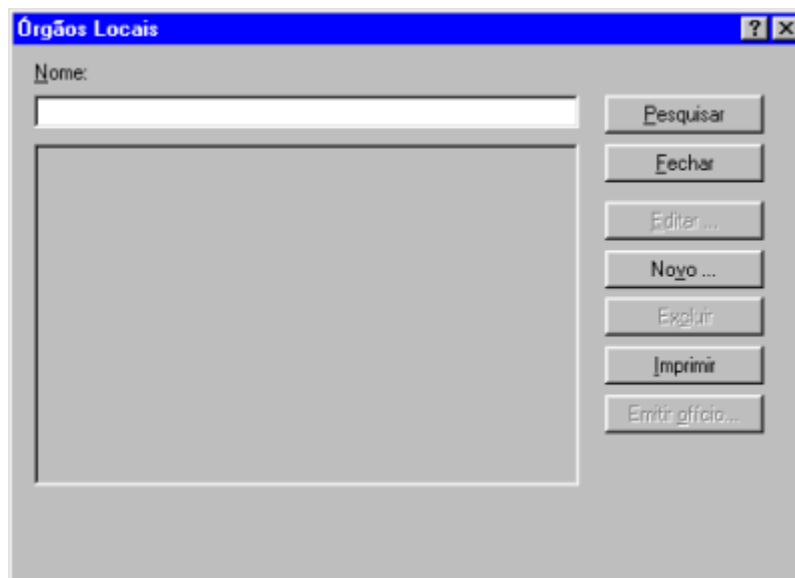 Órgãos Locais
Nome:
Pesquisar
Fechar
Editar ...
Novo ...
Excluir
Imprimir
Emitir ofício...